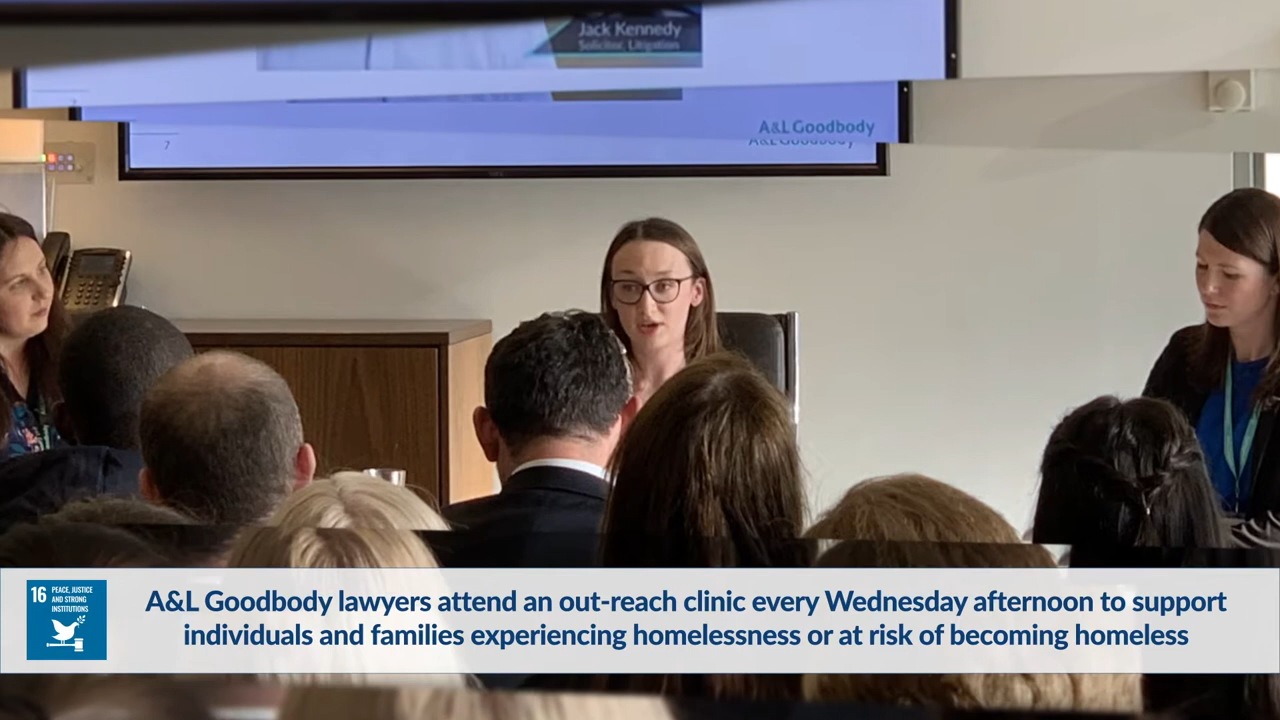 Jack Kennedy
Solicitor, Litigation
A&L Goodbody
A&L Goodbody
7
16 PEACE, JUSTICE
AND STRONG
INSTITUTIONS
A&L Goodbody lawyers attend an out-reach clinic every Wednesday afternoon to support
individuals and families experiencing homelessness or at risk of becoming homeless